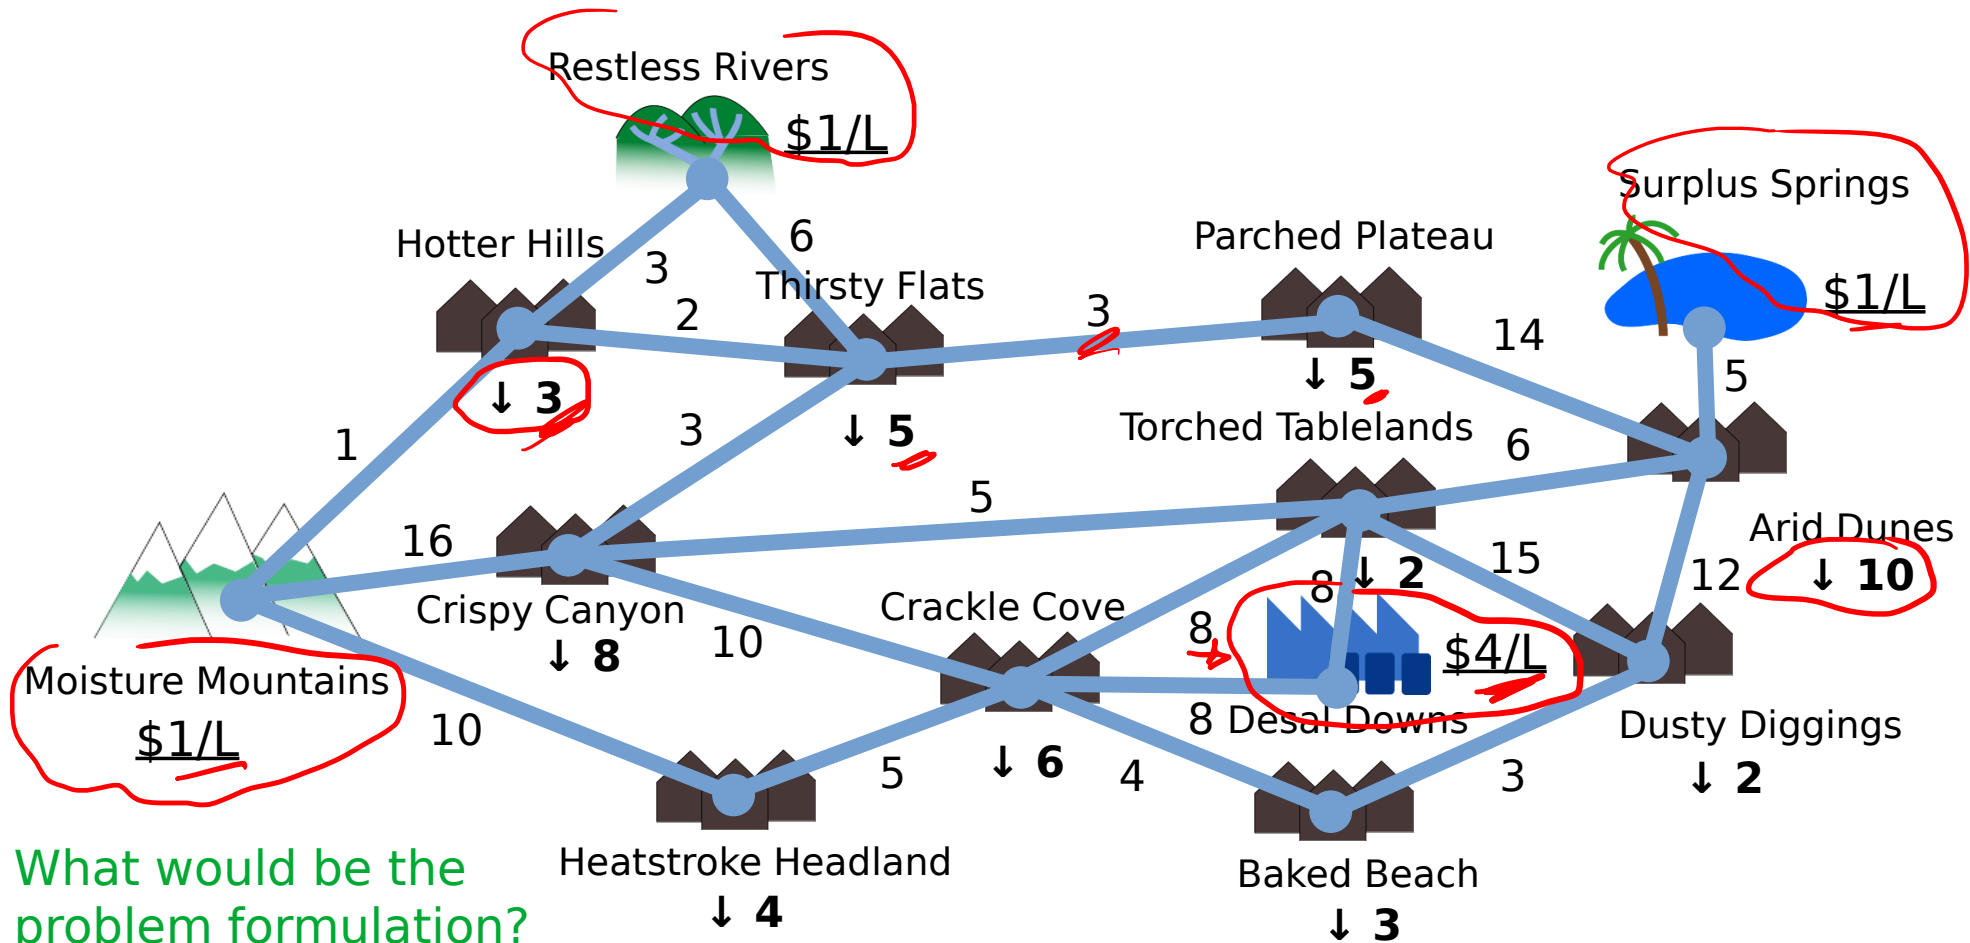 Restless Rivers
$1/L
Surplus Springs
$1/L
Hotter Hills
3
6
Thirsty Flats
Parched Plateau
2
3
14
5
↓ 3
↓ 5
↓ 5
Torched Tablelands
6
1
3
5
16
Arid Dunes
↓ 10
15
12
↓ 2
8
Crispy Canyon
↓ 8
10
Crackle Cove
8
$4/L
Moisture Mountains
$1/L
10
8
Desal Downs
Dusty Diggings
↓ 2
↓ 6
5
4
3
Heatstroke Headland
↓ 4
Baked Beach
↓ 3
What would be the
problem formulation?